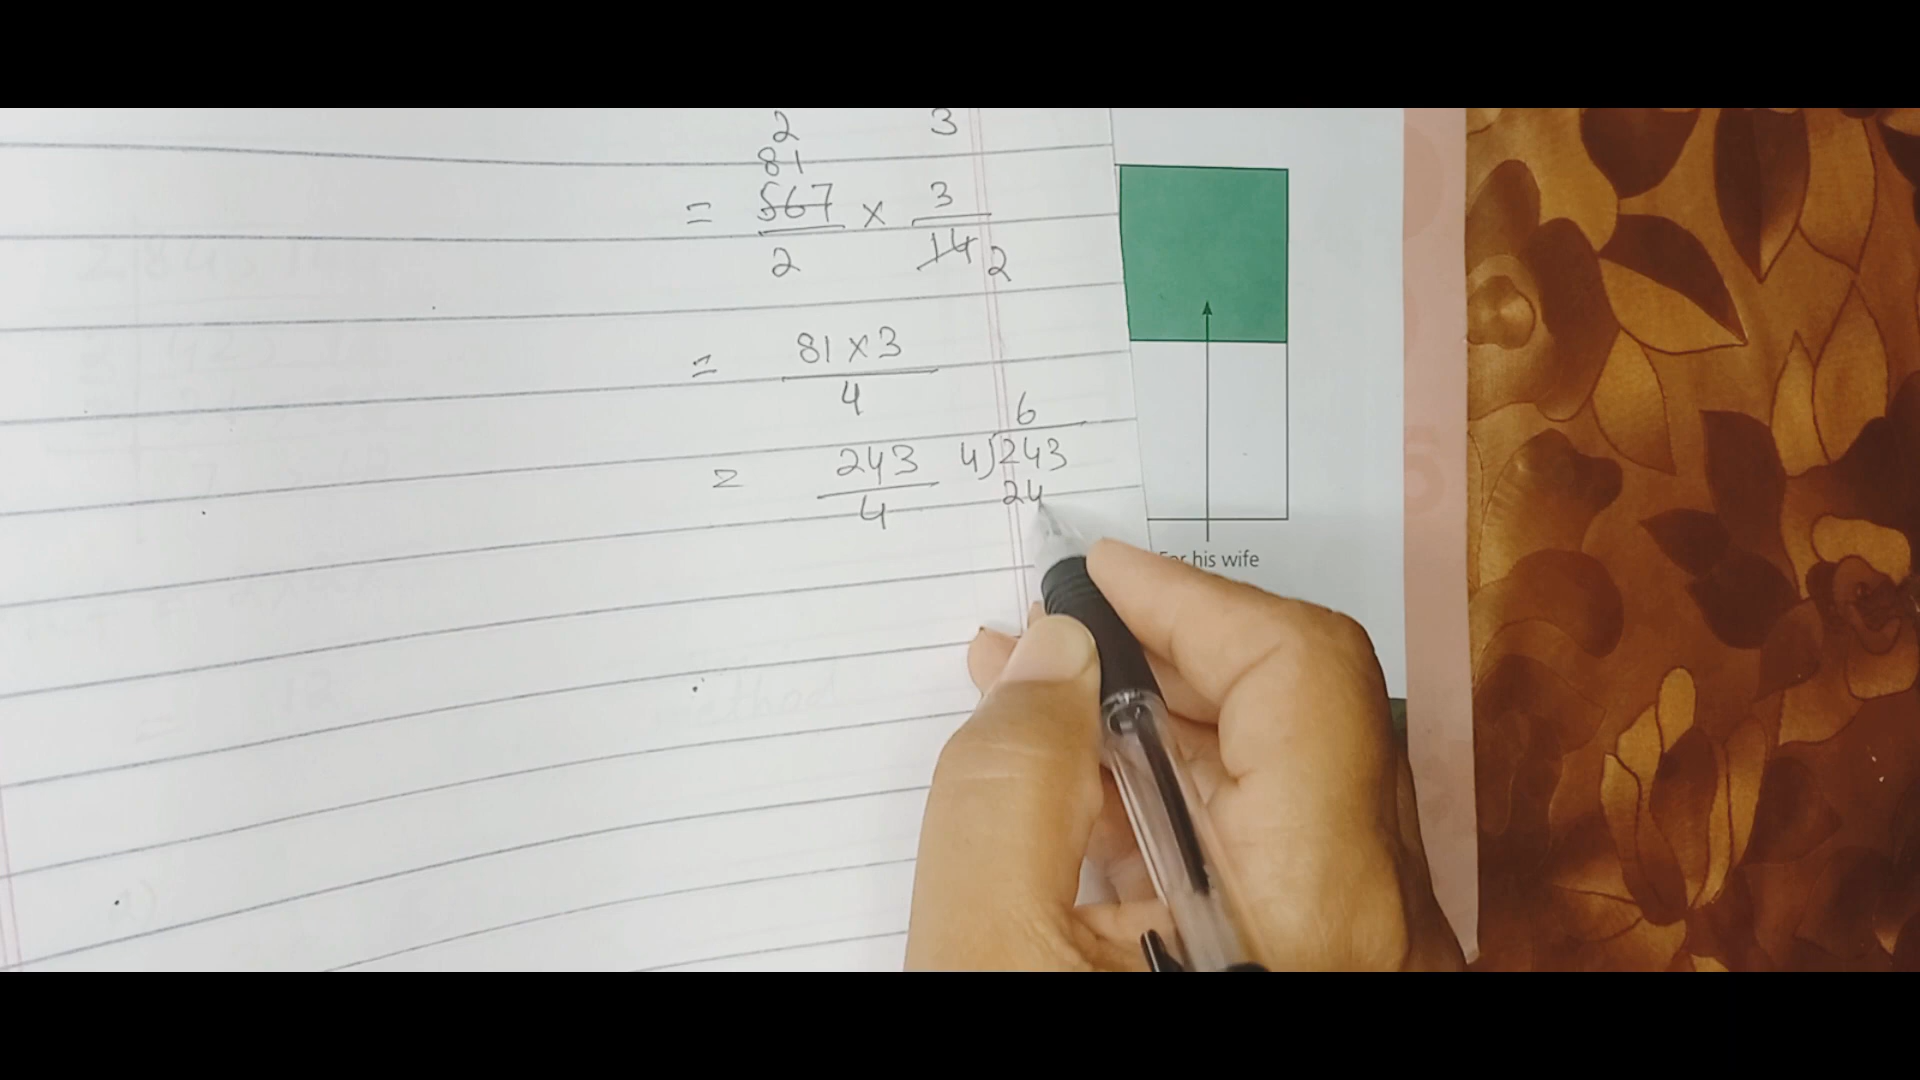 2 3
81
= 567/2 × 3/14 2
= 81 × 3/4
6
= 243/4 4)243
24
For his wife